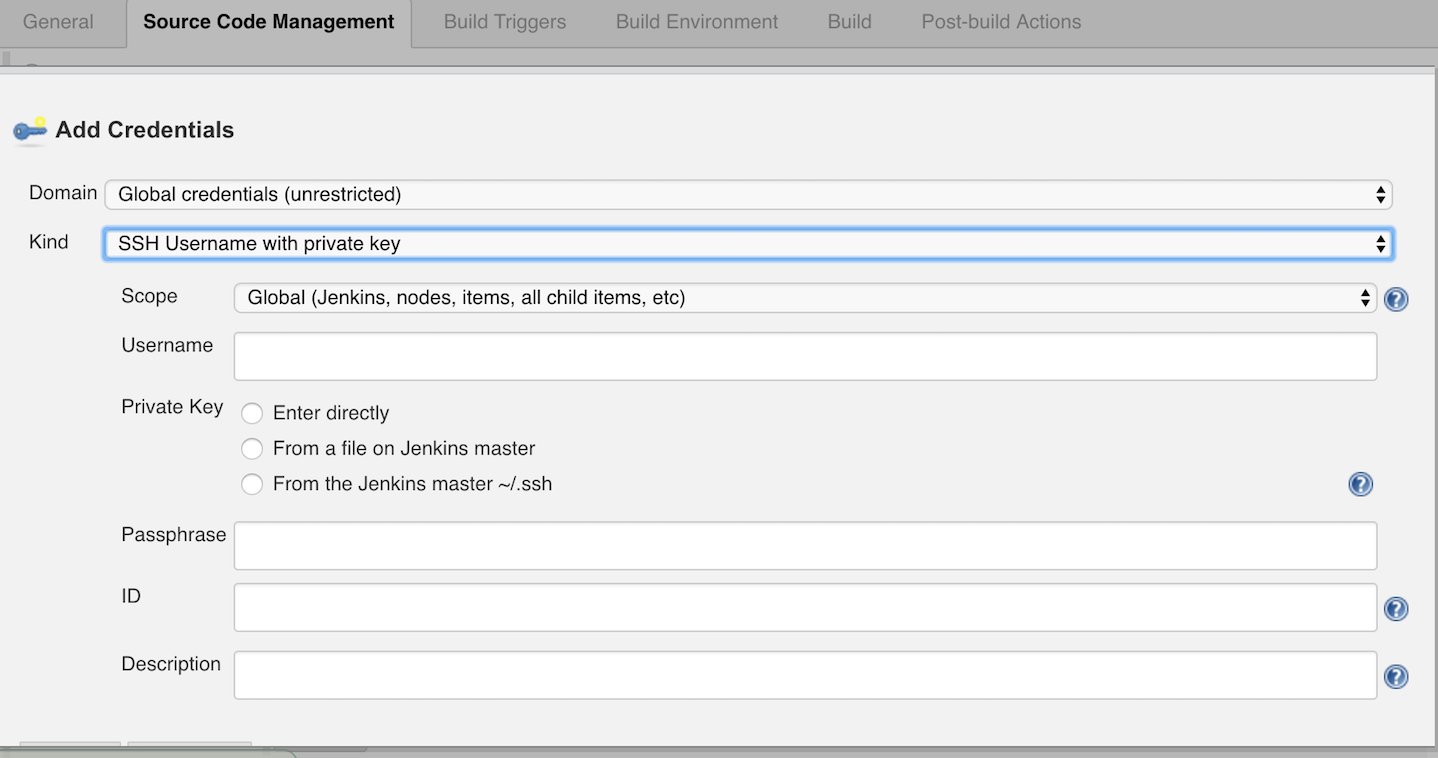 General Source Code Management Build Triggers Build Environment Build Post-build Actions
Add Credentials
Domain Global credentials (unrestricted)
Kind SSH Username with private key
Scope Global (Jenkins, nodes, items, all child items, etc)
Username
Private Key Enter directly
From a file on Jenkins master
From the Jenkins master ~/.ssh
Passphrase
ID
Description